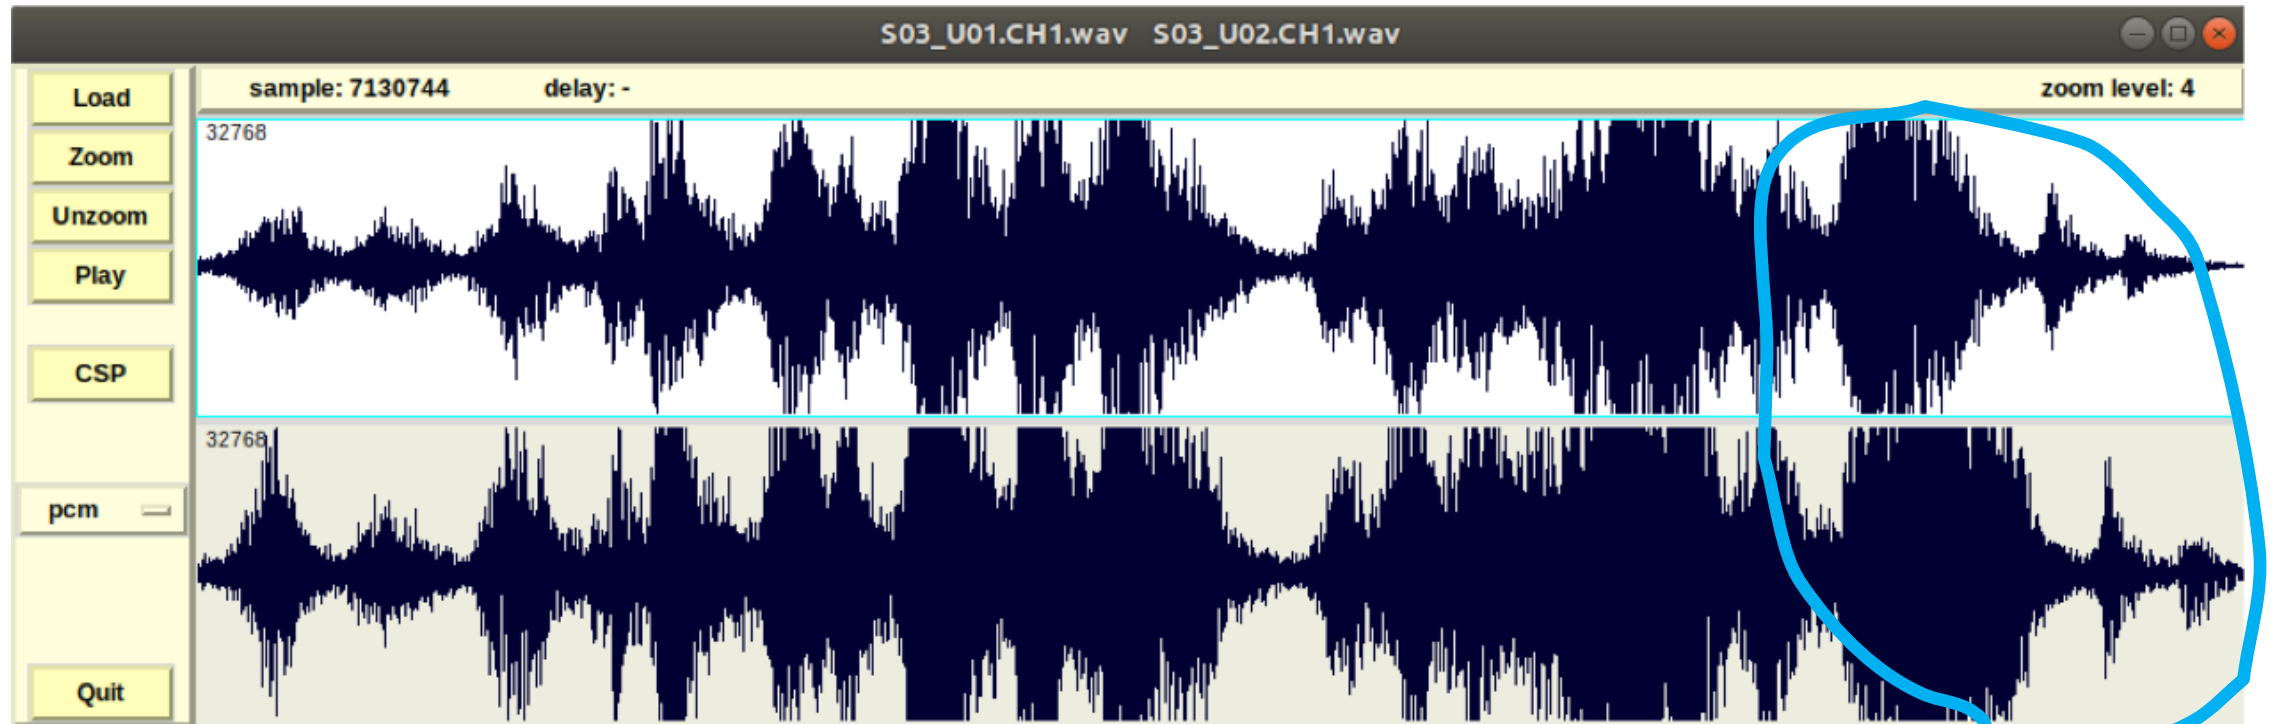 S03_U01.CH1.wav   S03_U02.CH1.wav
Load
sample: 7130744   delay: -   zoom level: 4
32768
Zoom
Unzoom
Play
CSP
32768
pcm
Quit